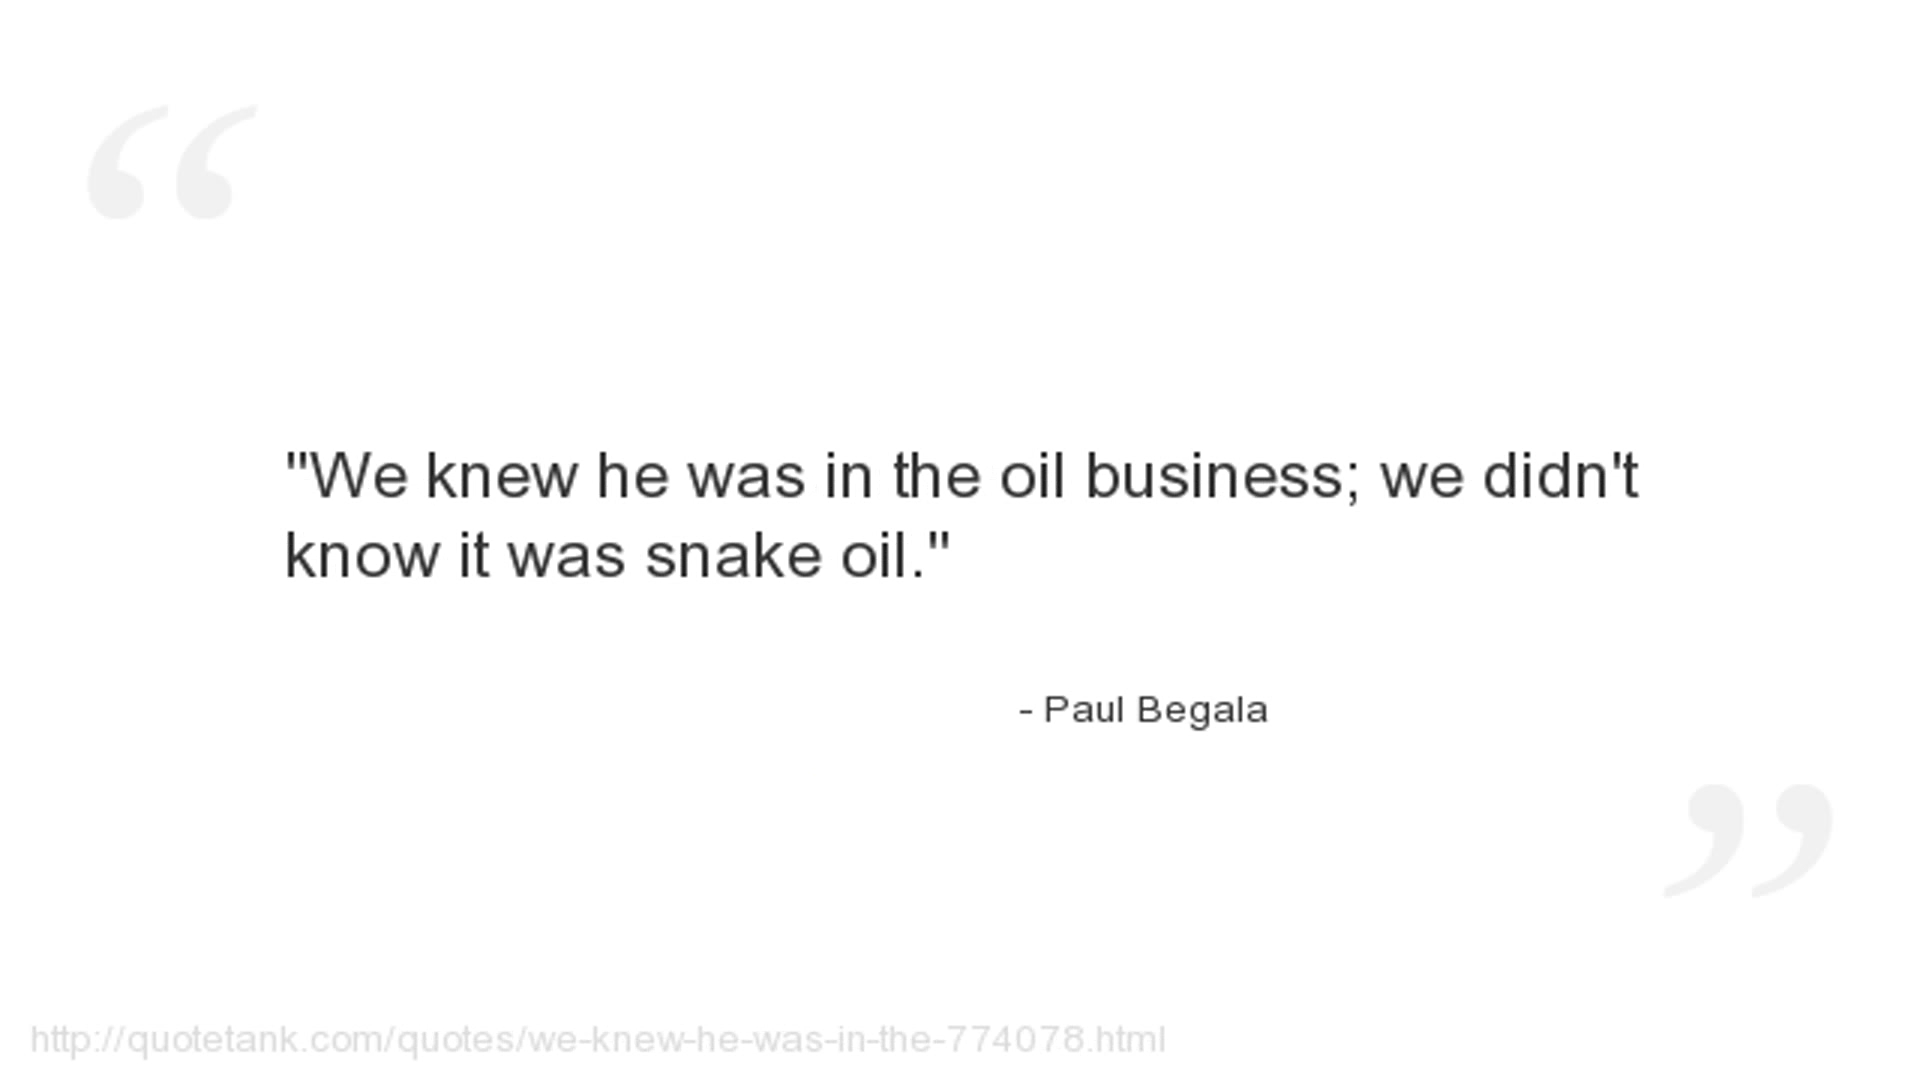 "We knew he was in the oil business; we didn't
know it was snake oil."
- Paul Begala
http://quotetank.com/quotes/we-knew-he-was-in-the-774078.html